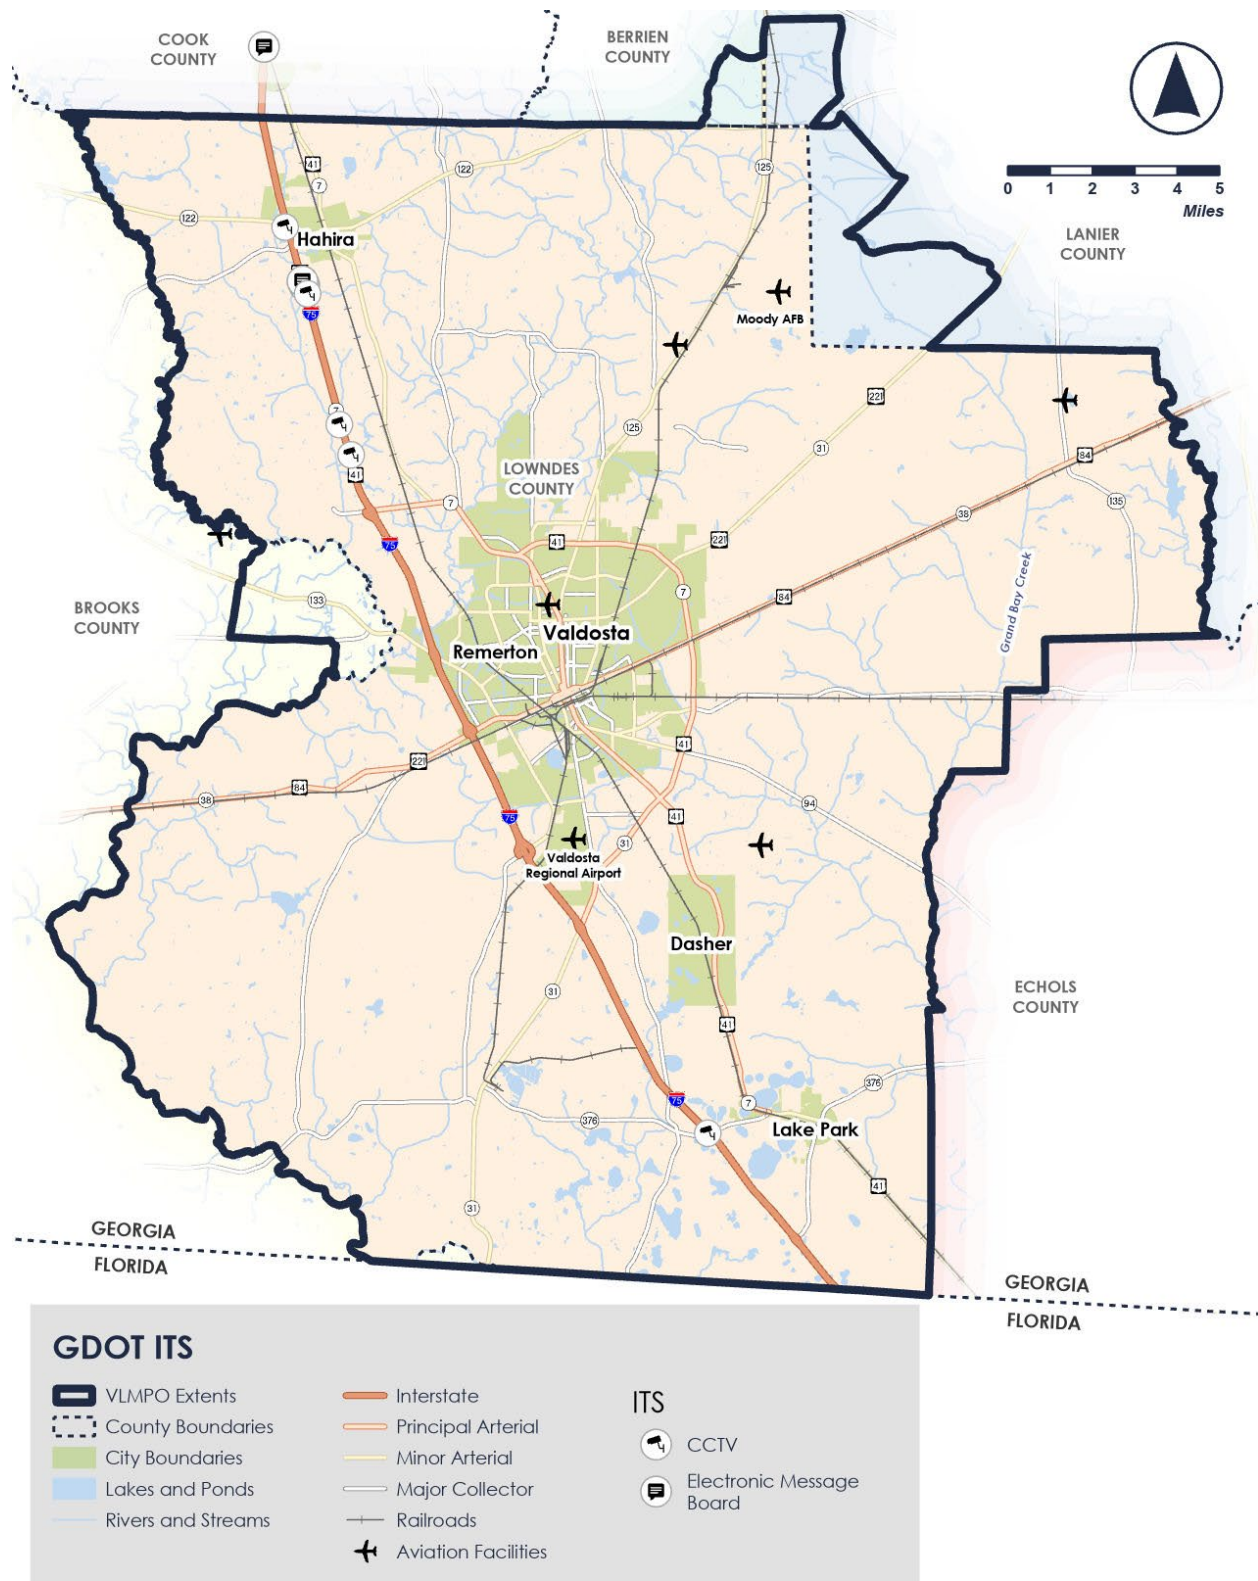 COOK
COUNTY
BERRIEN
COUNTY
0 1 2 3 4 5
Miles
LANIER
COUNTY
41
7
122
125
122
Hahira
75
Moody AFB
7
41
221
125
31
84
LOWNDES
COUNTY
7
135
38
41
221
75
7
84
133
BROOKS
COUNTY
Grand Bay Creek
Valdosta
Remerton
41
221
84
38
94
75
41
31
Valdosta
Regional Airport
Dasher
31
ECHOLS
COUNTY
41
376
75
7
376
Lake Park
41
31
GEORGIA
FLORIDA
GEORGIA
FLORIDA
GDOT ITS
VLMPO Extents
County Boundaries
City Boundaries
Lakes and Ponds
Rivers and Streams
Interstate
Principal Arterial
Minor Arterial
Major Collector
Railroads
Aviation Facilities
ITS
CCTV
Electronic Message
Board